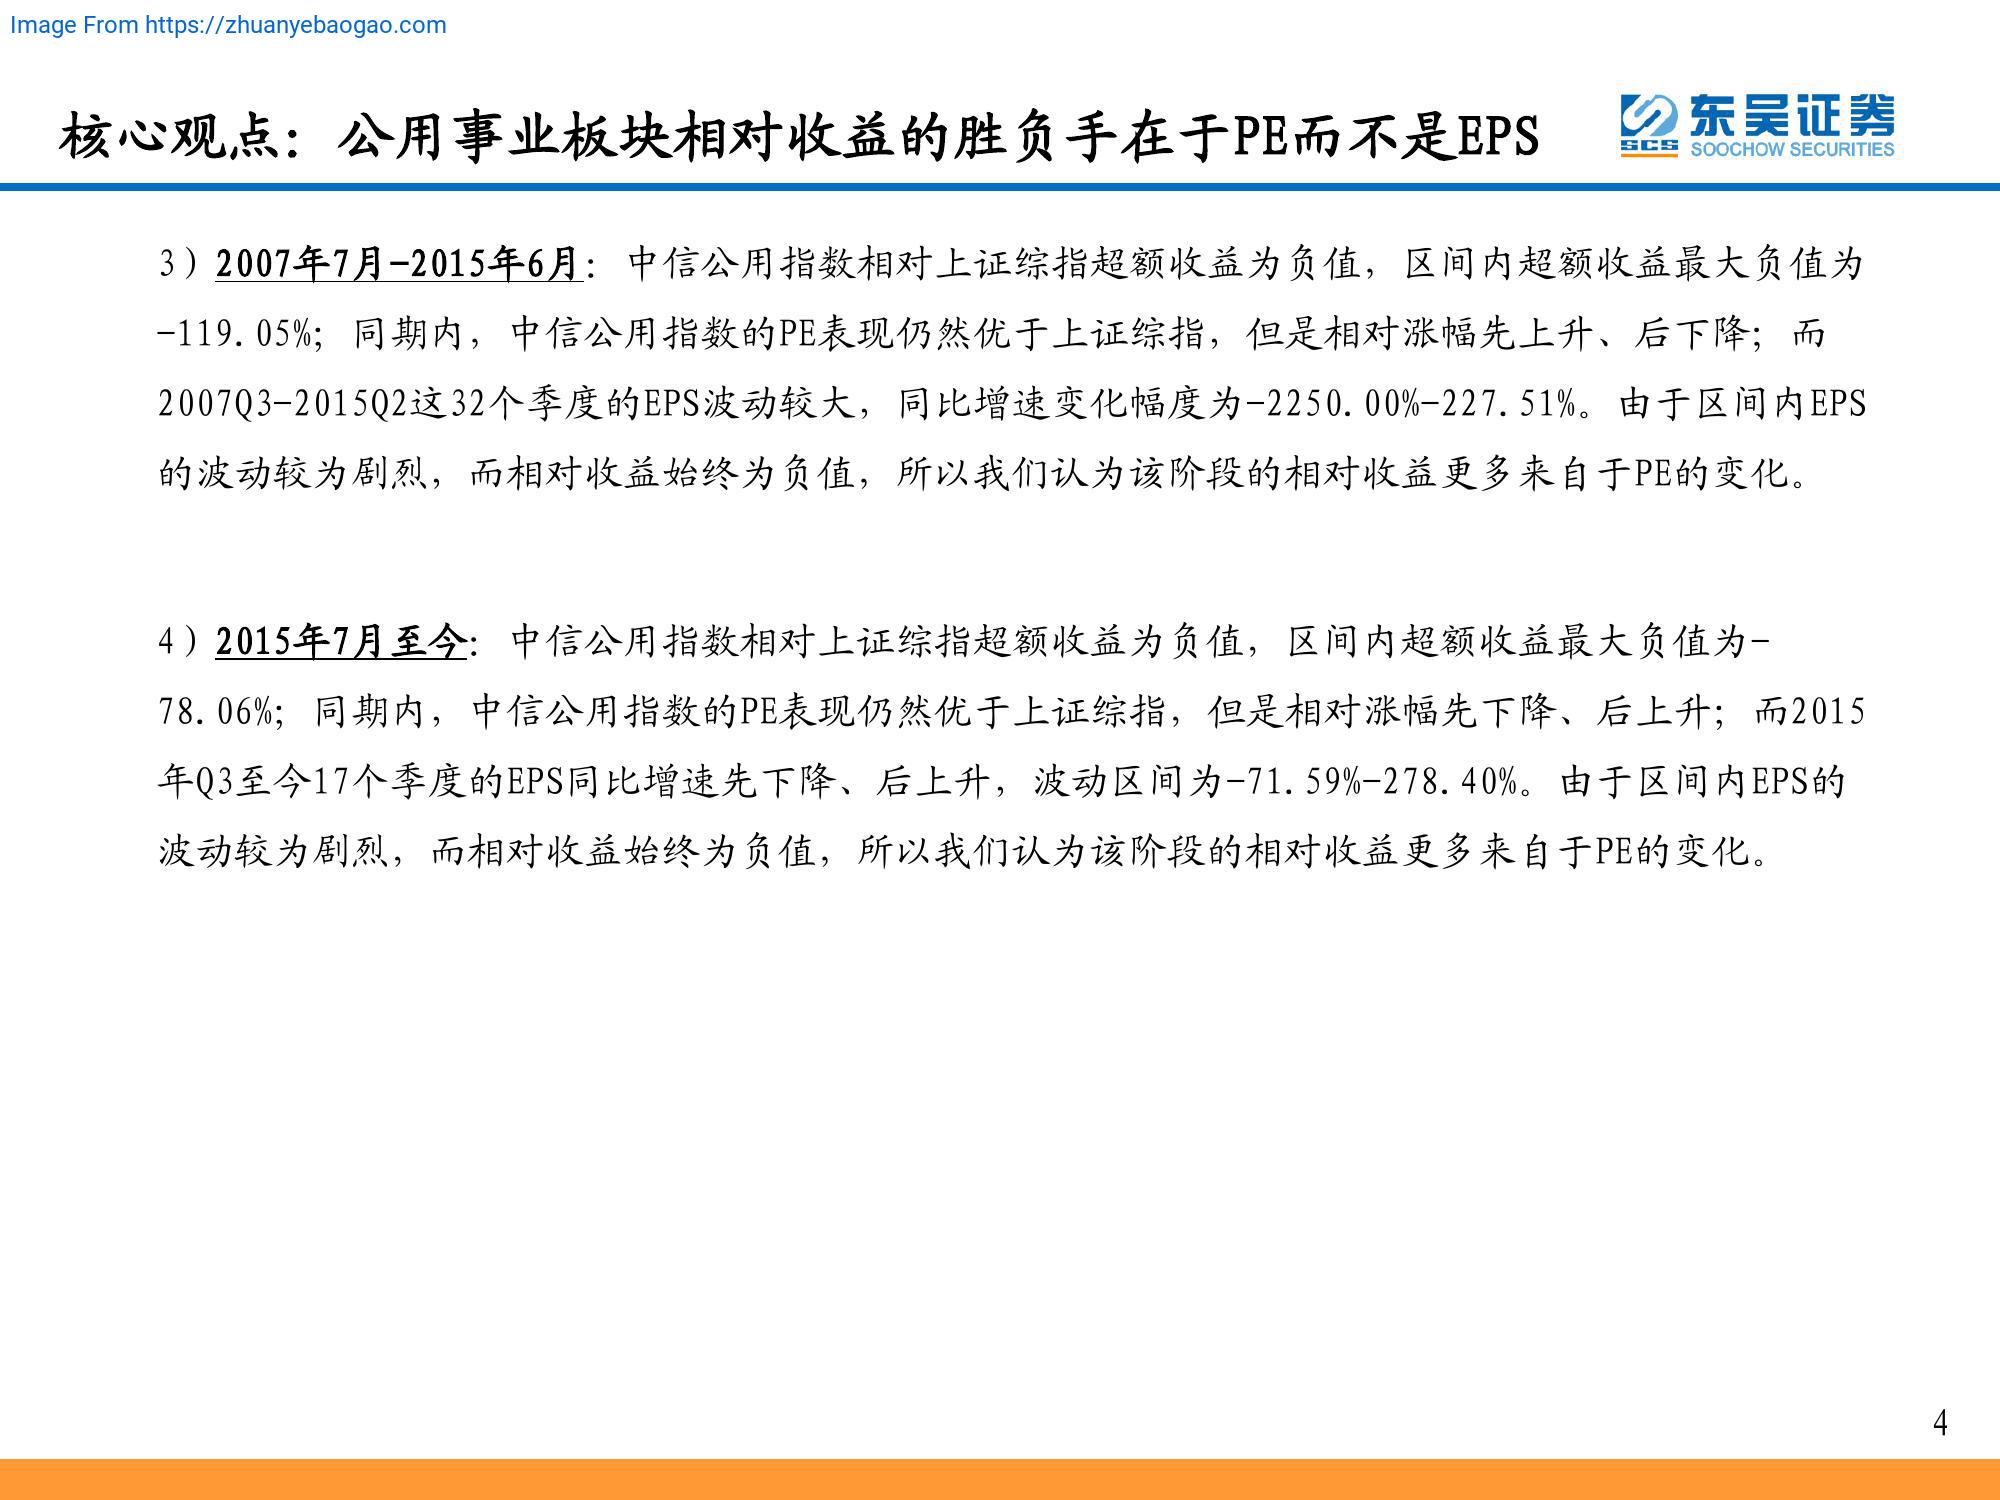 Image From https://zhuanyebaogao.com
核心观点：公用事业板块相对收益的胜负手在于PE而不是EPS
东吴证券
SCS SOOCHOW SECURITIES
3）2007年7月-2015年6月：中信公用指数相对上证综指超额收益为负值，区间内超额收益最大负值为
-119.05%；同期内，中信公用指数的PE表现仍然优于上证综指，但是相对涨幅先上升、后下降；而
2007Q3-2015Q2这32个季度的EPS波动较大，同比增速变化幅度为-2250.00%-227.51%。由于区间内EPS
的波动较为剧烈，而相对收益始终为负值，所以我们认为该阶段的相对收益更多来自于PE的变化。
4）2015年7月至今：中信公用指数相对上证综指超额收益为负值，区间内超额收益最大负值为-
78.06%；同期内，中信公用指数的PE表现仍然优于上证综指，但是相对涨幅先下降、后上升；而2015
年Q3至今17个季度的EPS同比增速先下降、后上升，波动区间为-71.59%-278.40%。由于区间内EPS的
波动较为剧烈，而相对收益始终为负值，所以我们认为该阶段的相对收益更多来自于PE的变化。
4